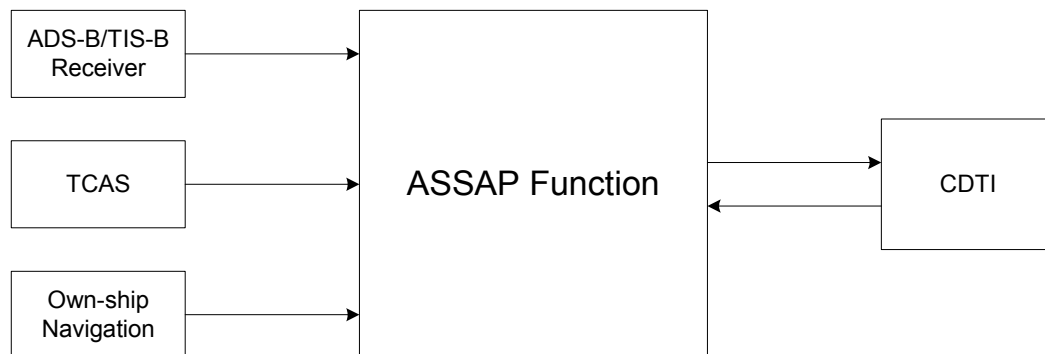 ADS-B/TIS-B
Receiver
TCAS
Own-ship
Navigation
ASSAP Function
CDTI